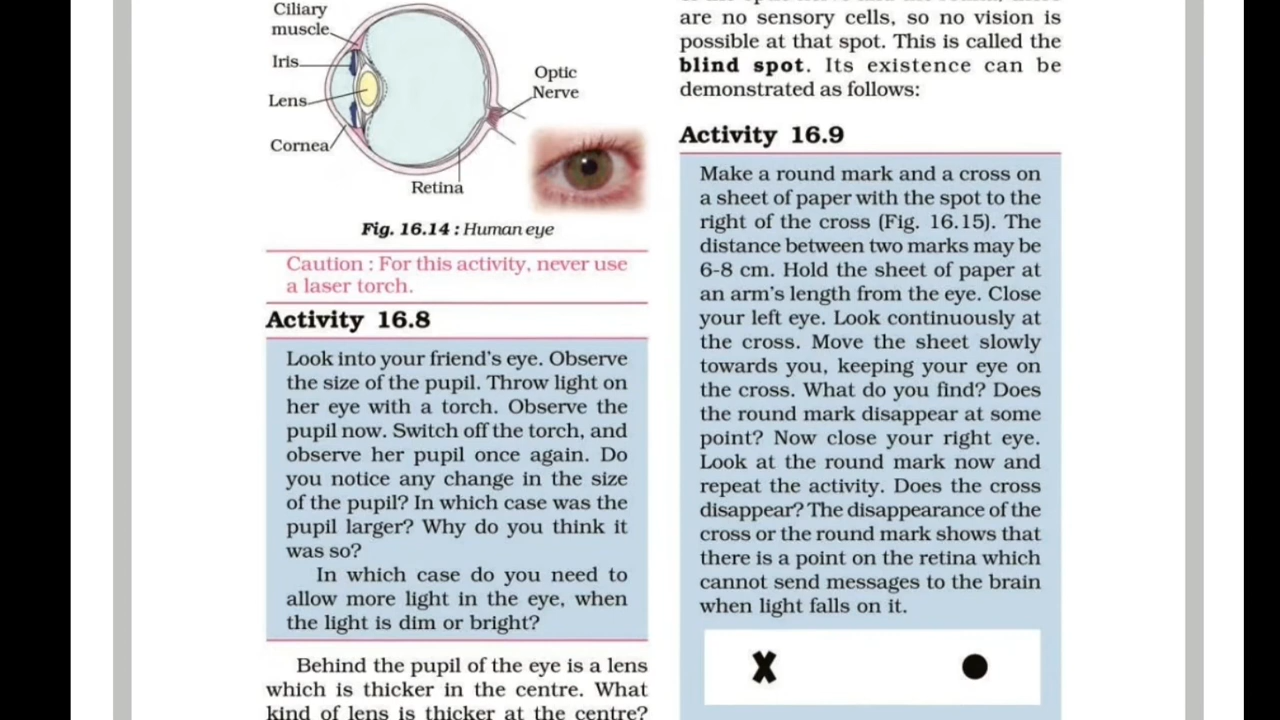 Ciliary
muscle
Iris
Lens
Cornea
Retina
Optic
Nerve
Fig. 16.14 : Human eye
Caution : For this activity, never use
a laser torch.
Activity 16.8
Look into your friend's eye. Observe
the size of the pupil. Throw light on
her eye with a torch. Observe the
pupil now. Switch off the torch, and
observe her pupil once again. Do
you notice any change in the size
of the pupil? In which case was the
pupil larger? Why do you think it
was so?
In which case do you need to
allow more light in the eye, when
the light is dim or bright?
Behind the pupil of the eye is a lens
which is thicker in the centre. What
kind of lens is thicker at the centre?
are no sensory cells, so no vision is
possible at that spot. This is called the
blind spot. Its existence can be
demonstrated as follows:
Activity 16.9
Make a round mark and a cross on
a sheet of paper with the spot to the
right of the cross (Fig. 16.15). The
distance between two marks may be
6-8 cm. Hold the sheet of paper at
an arm's length from the eye. Close
your left eye. Look continuously at
the cross. Move the sheet slowly
towards you, keeping your eye on
the cross. What do you find? Does
the round mark disappear at some
point? Now close your right eye.
Look at the round mark now and
repeat the activity. Does the cross
disappear? The disappearance of the
cross or the round mark shows that
there is a point on the retina which
cannot send messages to the brain
when light falls on it.